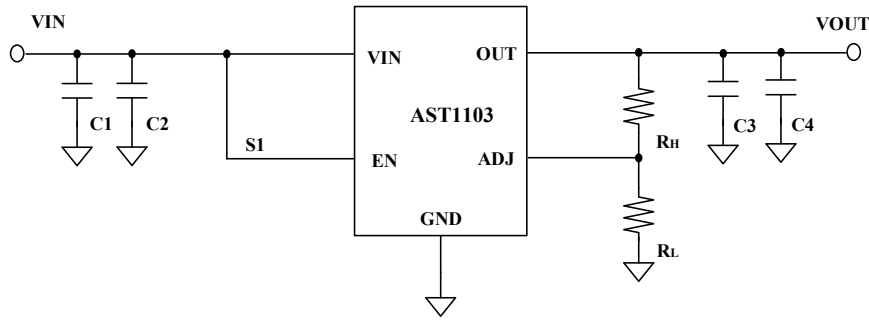 VIN
VOUT
VIN
OUT
C1
C2
AST1103
RH
C3
C4
S1
EN
ADJ
GND
RL